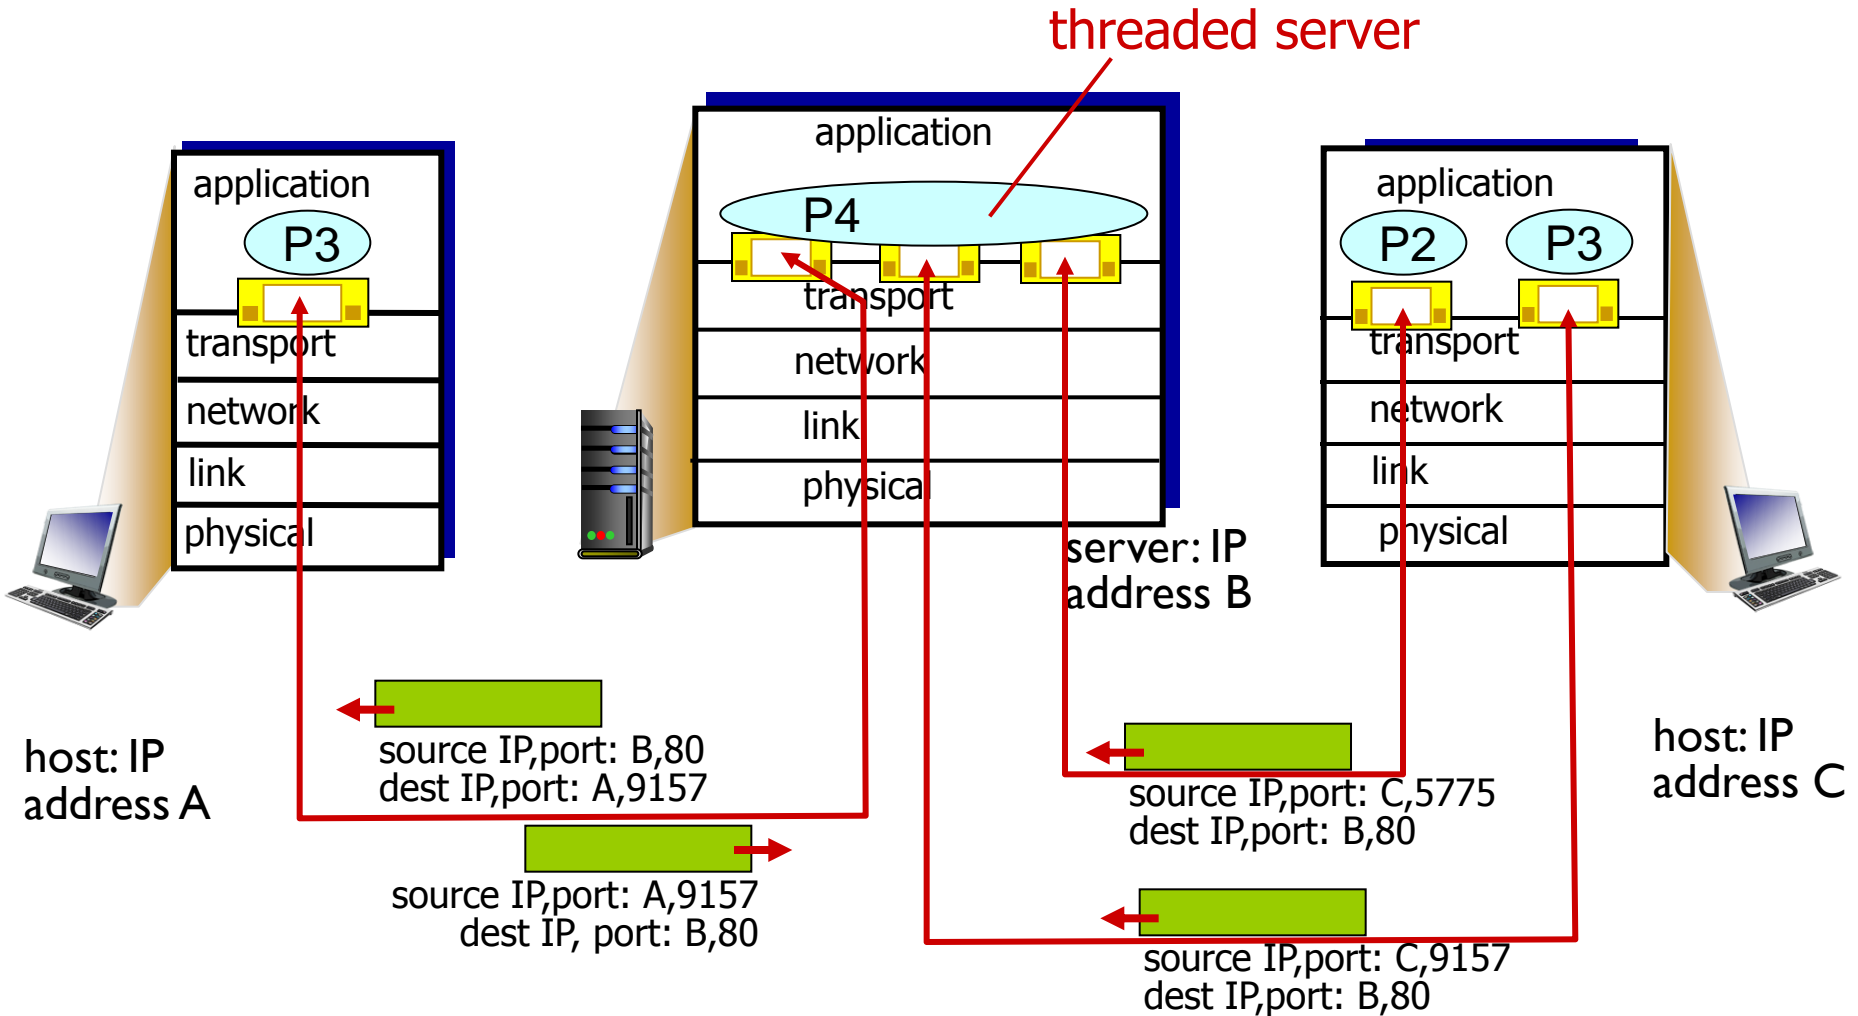 threaded server
application
P3
transport
network
link
physical
host: IP
address A
application
P4
transport
network
link
physical
server: IP
address B
application
P2
P3
transport
network
link
physical
host: IP
address C
source IP,port: B,80
dest IP,port: A,9157
source IP,port: A,9157
dest IP, port: B,80
source IP,port: C,5775
dest IP,port: B,80
source IP,port: C,9157
dest IP,port: B,80